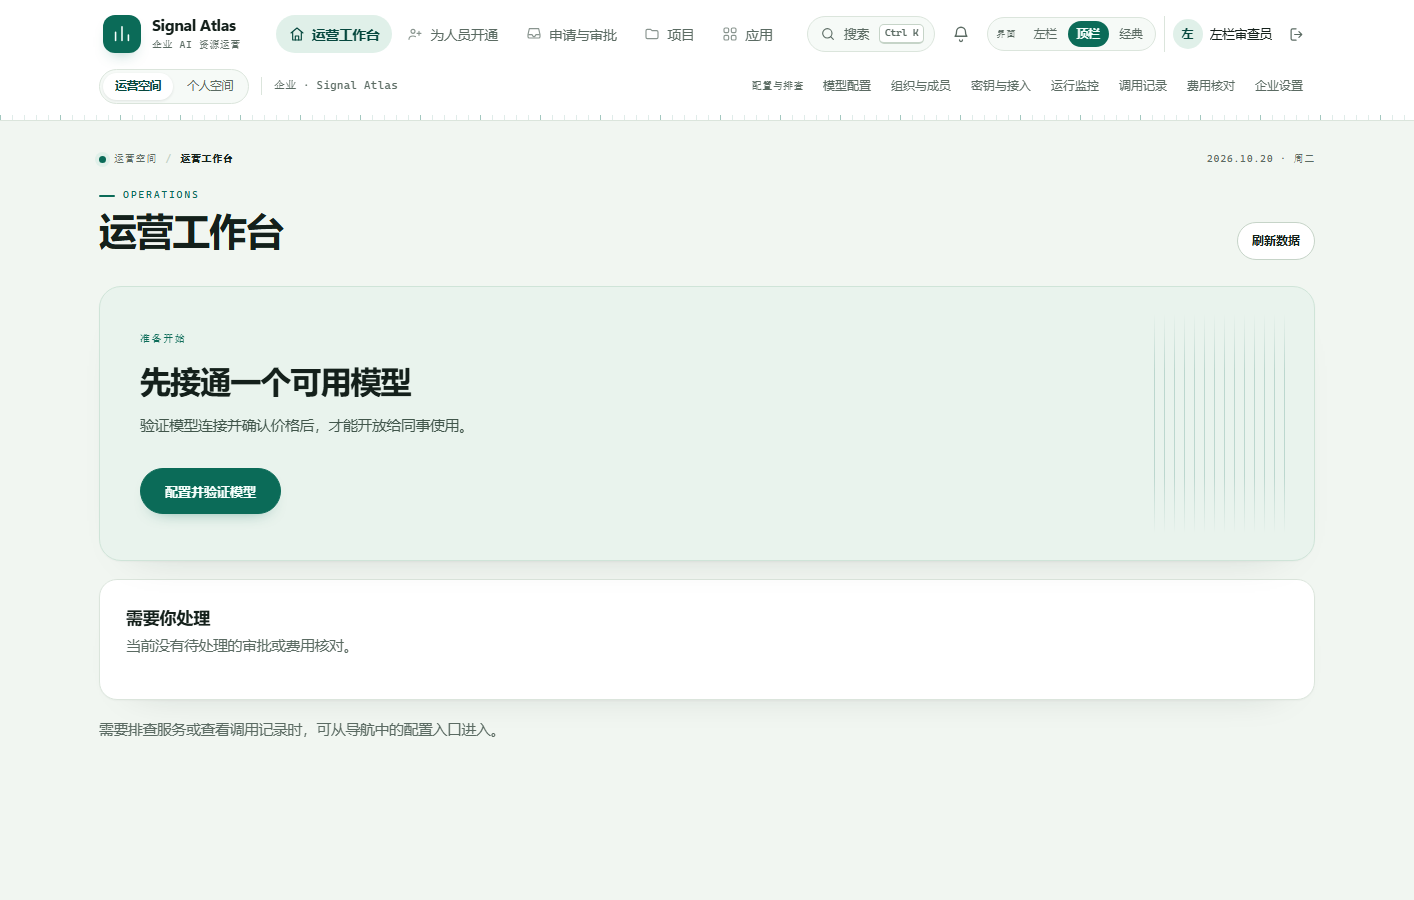 Signal Atlas
企业 AI 资源运营
运营工作台
为人员开通
申请与审批
项目
应用
搜索 Ctrl K
界面
左栏
顶栏
经典
左
左栏审查员
运营空间
个人空间
企业 · Signal Atlas
配置与排查
模型配置
组织与成员
密钥与接入
运行监控
调用记录
费用核对
企业设置
运营空间 / 运营工作台
2026.10.20 · 周二
OPERATIONS
运营工作台
刷新数据
准备开始
先接通一个可用模型
验证模型连接并确认价格后，才能开放给同事使用。
配置并验证模型
需要你处理
当前没有待处理的审批或费用核对。
需要排查服务或查看调用记录时，可从导航中的配置入口进入。